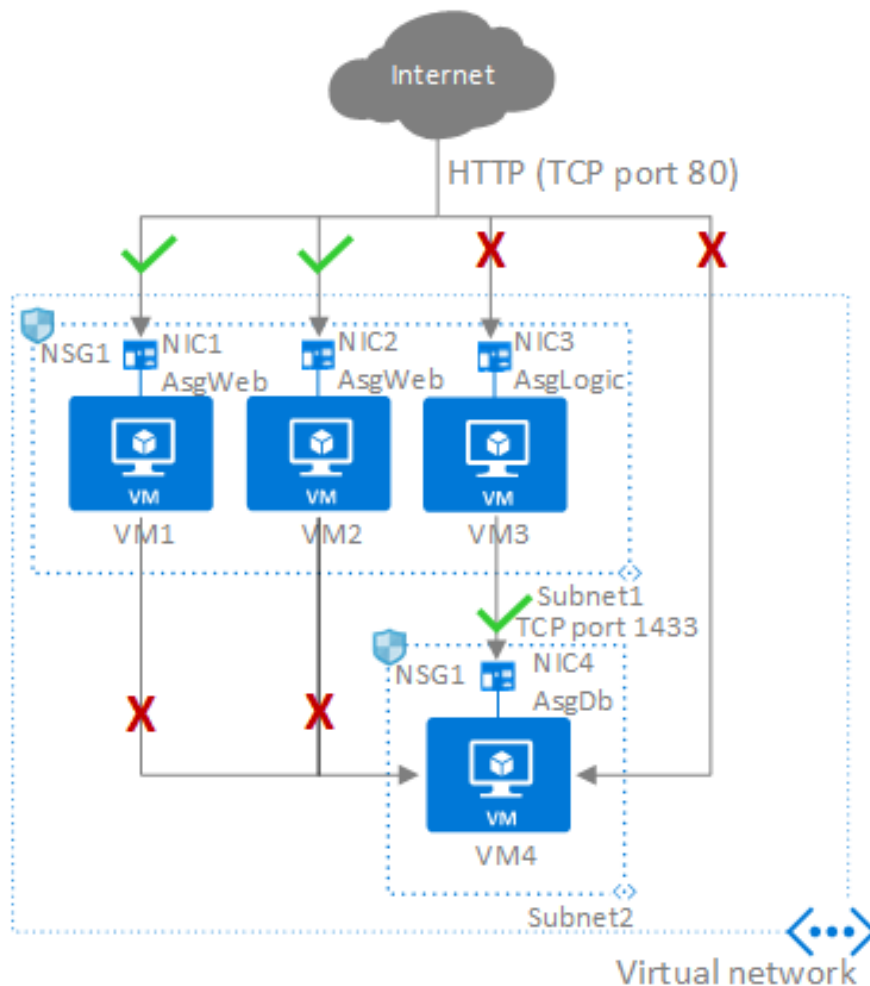 Internet
HTTP (TCP port 80)
X
X
NSG1
NIC1
AsgWeb
NIC2
AsgWeb
NIC3
AsgLogic
VM
VM
VM
VM1
VM2
VM3
Subnet1
TCP port 1433
X
X
NSG1
NIC4
AsgDb
VM
VM4
Subnet2
Virtual network